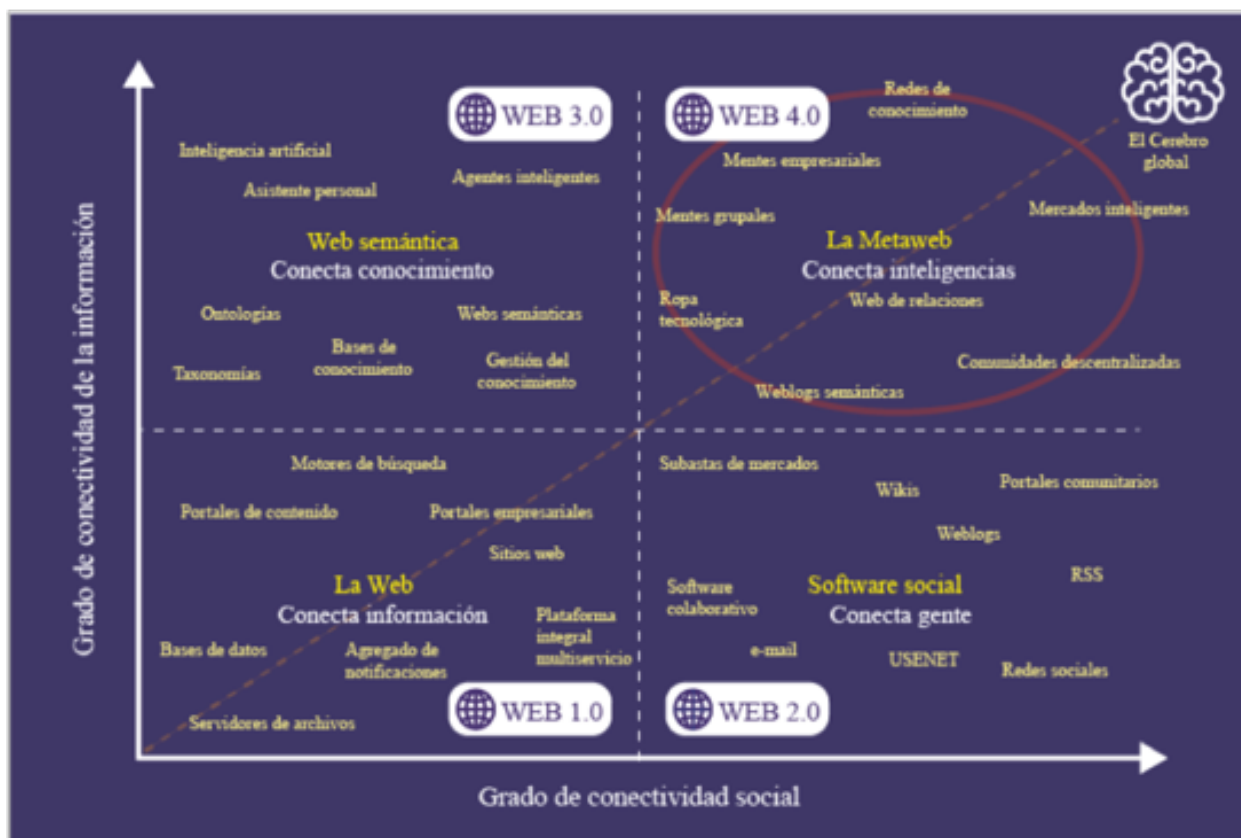 WEB 3.0
Inteligencia artificial
Asistente personal
Agentes inteligentes
Web semántica
Conecta conocimiento
Ontologías
Webs semánticas
Bases de
conocimiento
Taxonomías
Gestión del
conocimiento
WEB 4.0
Redes de
conocimiento
El Cerebro
global
Mentes empresariales
Mentes grupales
Mercados inteligentes
La Metaweb
Conecta inteligencias
Ropa
tecnológica
Web de relaciones
Comunidades descentralizadas
Weblogs semánticas
Grado de conectividad de la información
Motores de búsqueda
Portales de contenido
Portales empresariales
Sitios web
La Web
Conecta información
Plataforma
integral
multiservicio
Bases de datos
Agregado de
notificaciones
Servidores de archivos
WEB 1.0
Subastas de mercados
Wikis
Portales comunitarios
Weblogs
RSS
Software
colaborativo
Software social
Conecta gente
e-mail
USENET
Redes sociales
WEB 2.0
Grado de conectividad social